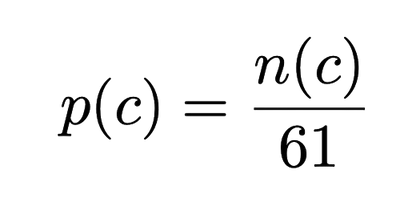 p(c) = n(c)/61